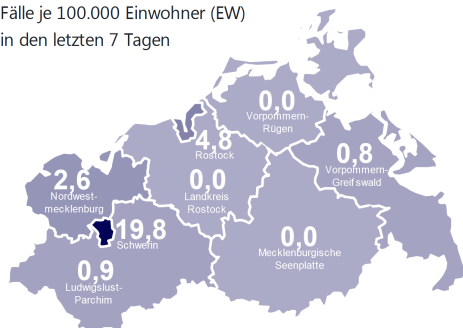 Fälle je 100.000 Einwohner (EW)
in den letzten 7 Tagen
0,0
Vorpommern-
Rügen
4,8
Rostock
0,8
Vorpommern-
Greifswald
2,6
Nordwest-
mecklenburg
0,0
Landkreis
Rostock
19,8
Schwerin
0,0
Mecklenburgische
Seenplatte
0,9
Ludwigslust-
Parchim